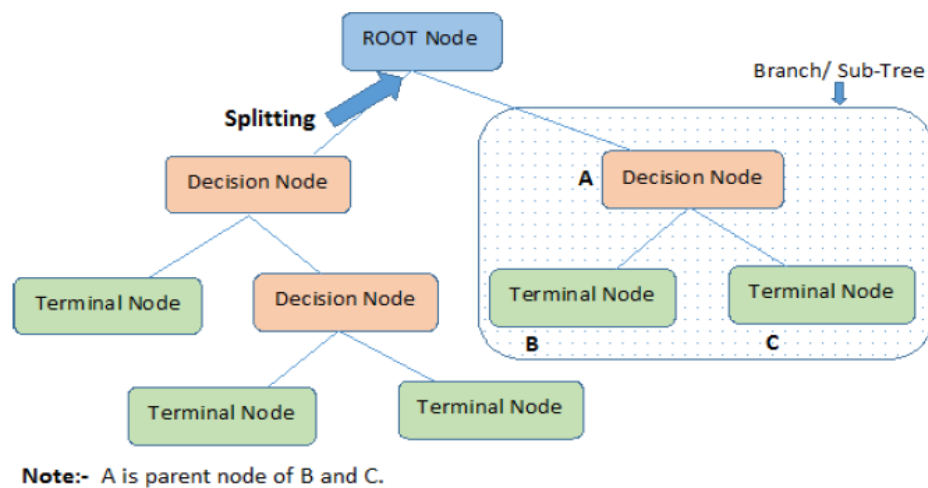 ROOT Node
Branch/ Sub-Tree
Splitting
Decision Node
A
Decision Node
Terminal Node
Decision Node
Terminal Node
Terminal Node
B
C
Terminal Node
Terminal Node
Note:- A is parent node of B and C.